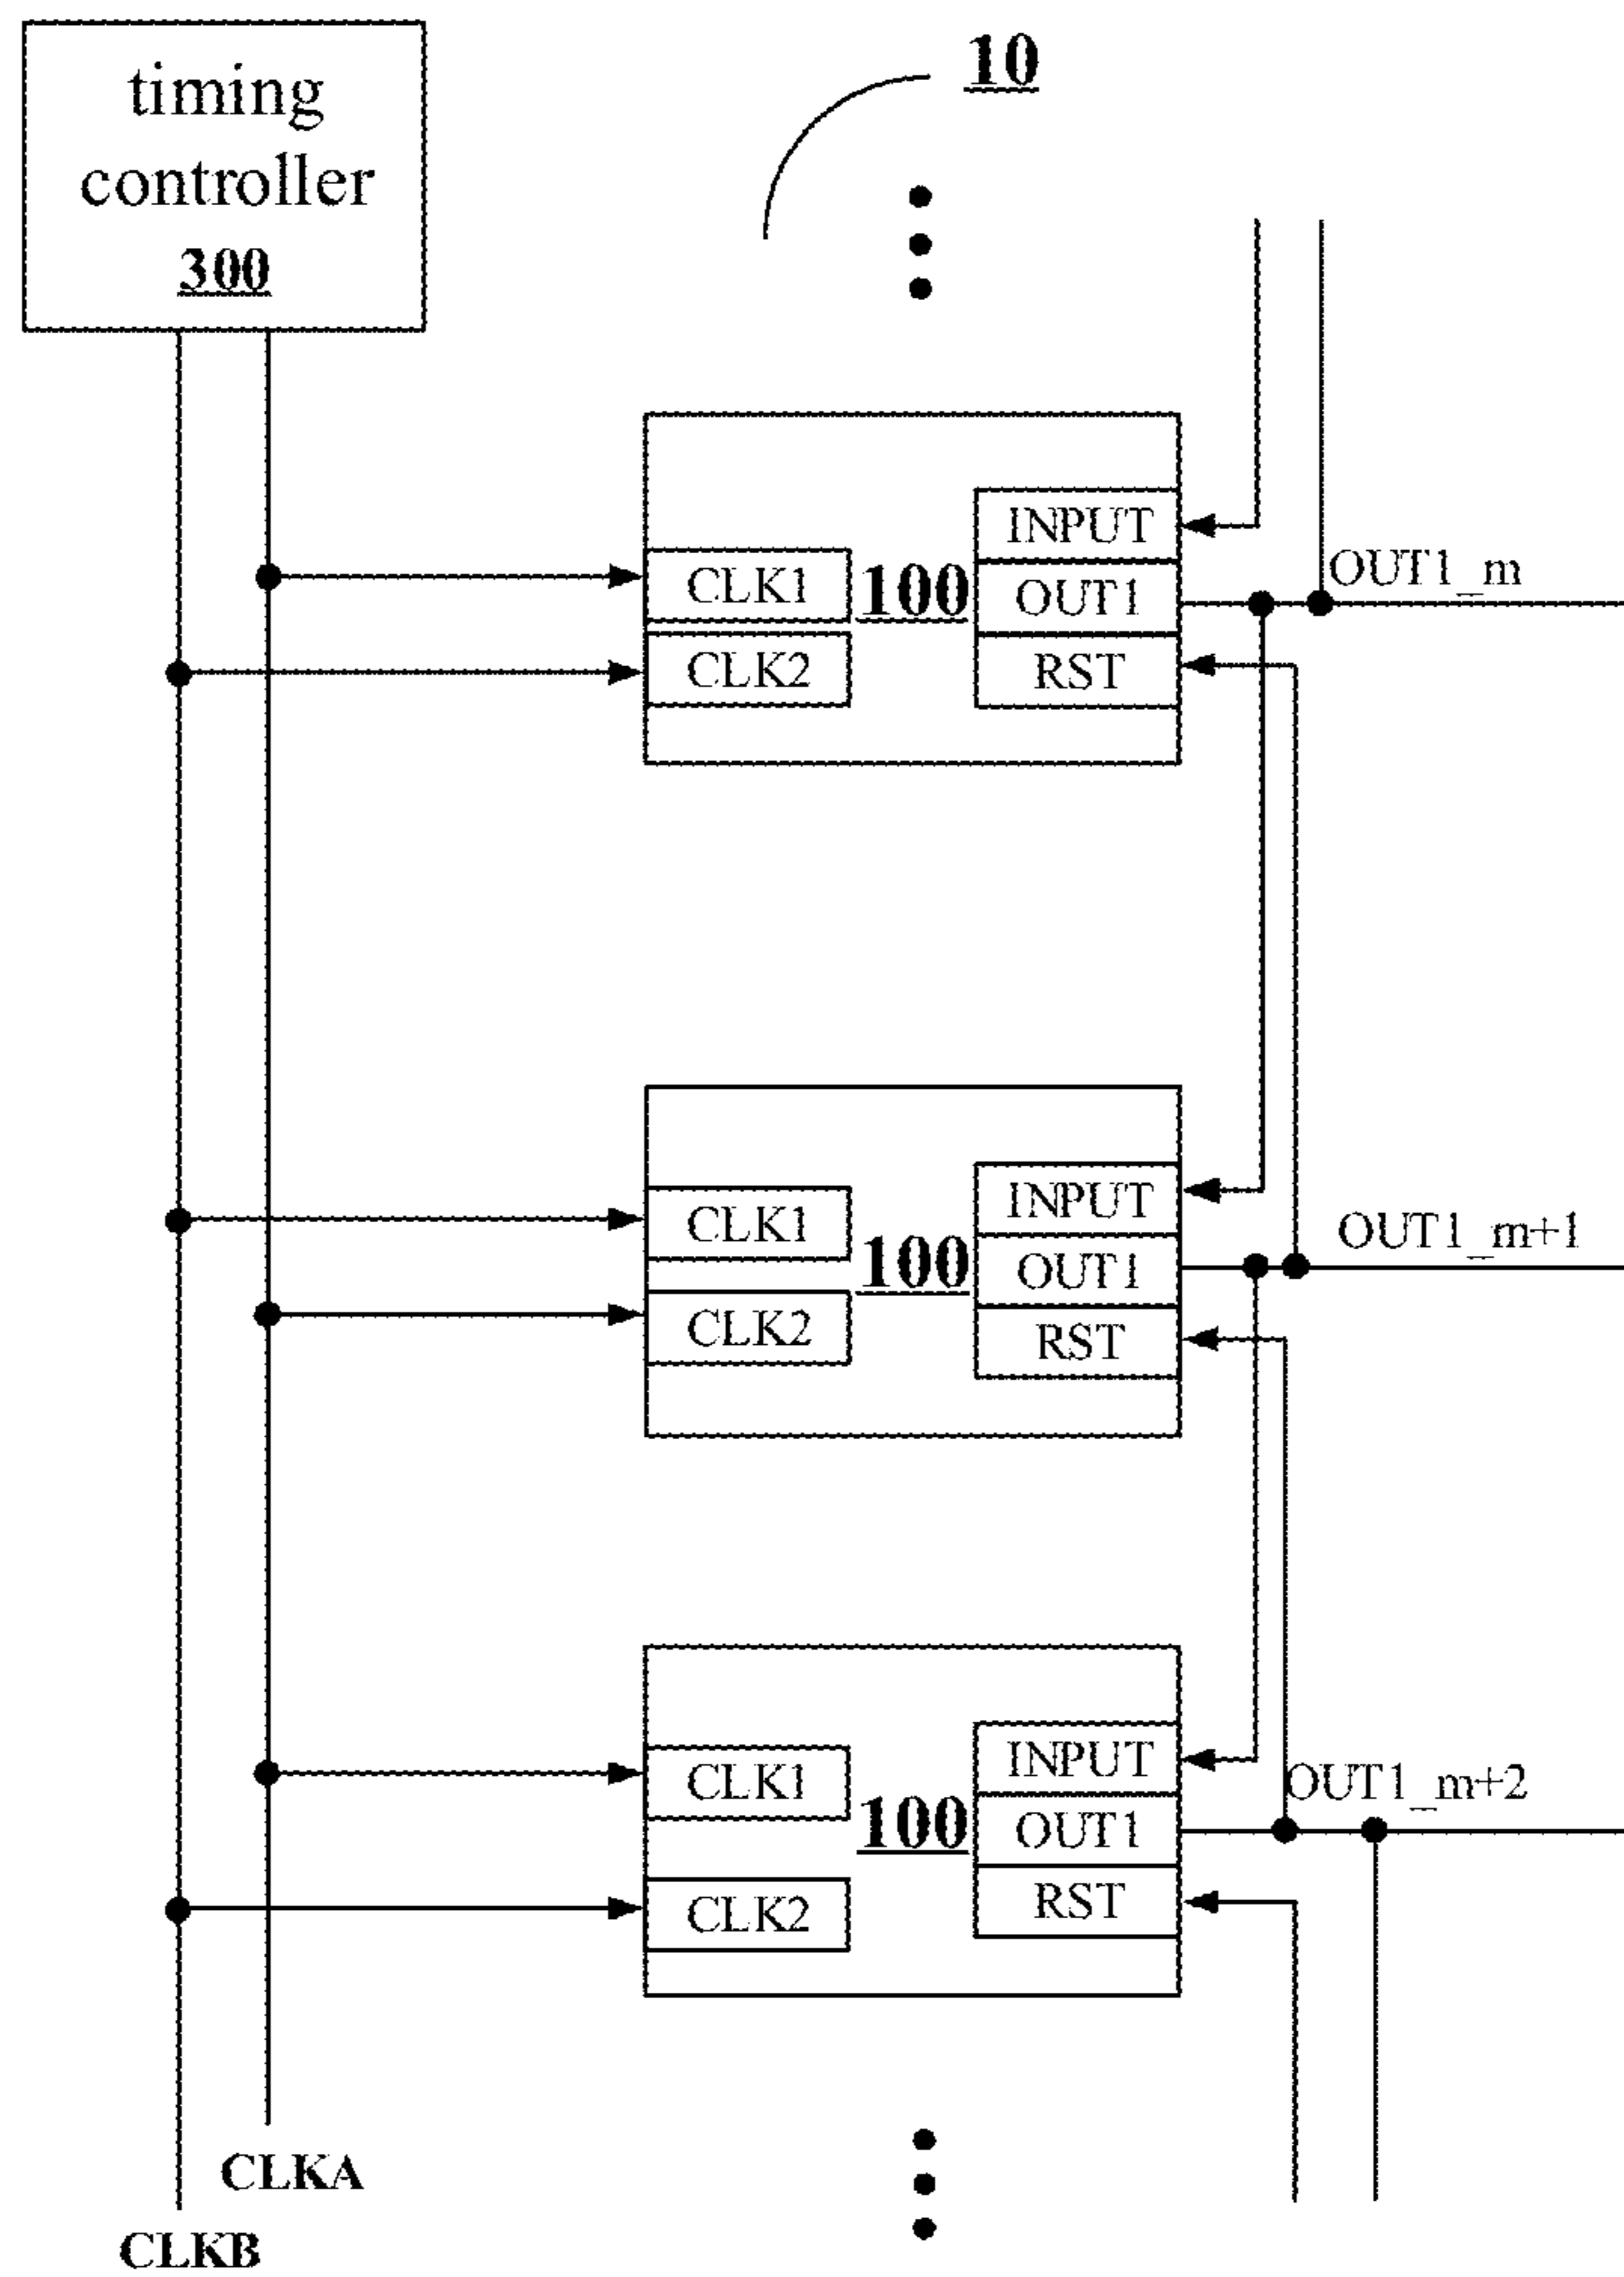 timing
controller
300
10
INPUT
CLK1
100
OUT1
OUT1_m
CLK2
RST
INPUT
CLK1
100
OUT1
OUT1_m+1
CLK2
RST
INPUT
CLK1
100
OUT1
OUT1_m+2
CLK2
RST
CLKA
CLKB